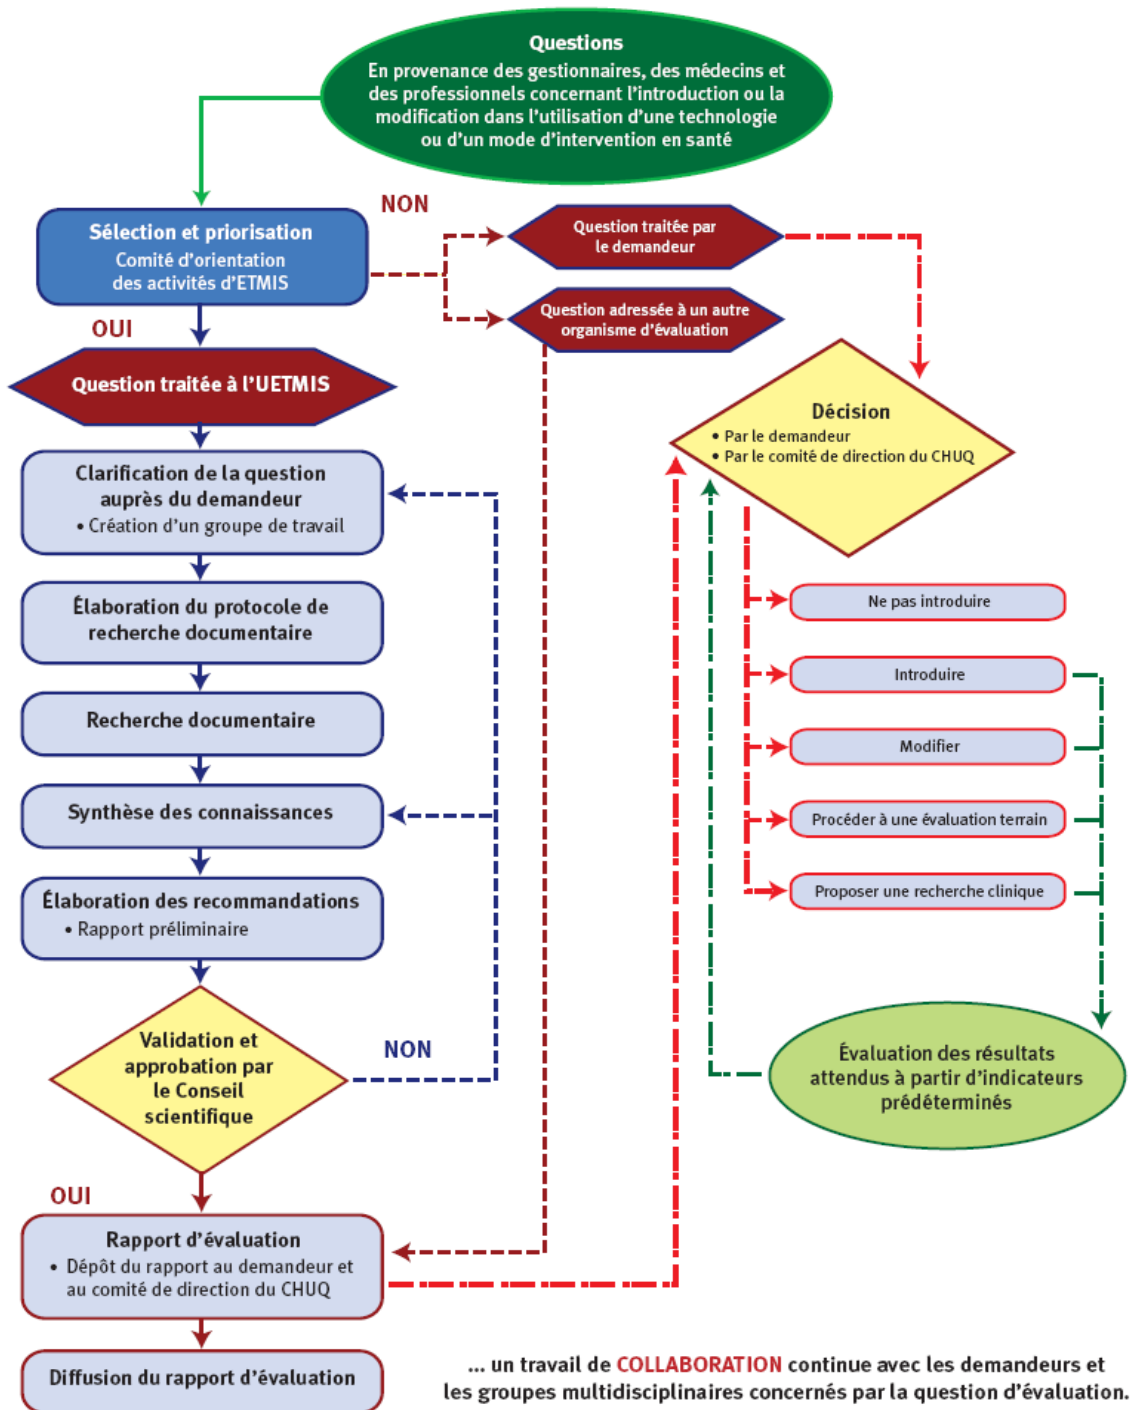 Questions
En provenance des gestionnaires, des médecins et
des professionnels concernant l'introduction ou la
modification dans l'utilisation d'une technologie
ou d'un mode d'intervention en santé
NON
Sélection et priorisation
Comité d'orientation
des activités d'ETMIS
Question traitée par
le demandeur
Question adressée à un autre
organisme d'évaluation
OUI
Question traitée à l'UETMIS
Décision
• Par le demandeur
• Par le comité de direction du CHUQ
Clarification de la question
auprès du demandeur
• Création d'un groupe de travail
Élaboration du protocole de
recherche documentaire
Recherche documentaire
Synthèse des connaissances
Élaboration des recommandations
• Rapport préliminaire
Ne pas introduire
Introduire
Modifier
Procéder à une évaluation terrain
Proposer une recherche clinique
Validation et
approbation par
le Conseil
scientifique
NON
Évaluation des résultats
attendus à partir d'indicateurs
prédéterminés
OUI
Rapport d'évaluation
• Dépôt du rapport au demandeur et
au comité de direction du CHUQ
Diffusion du rapport d'évaluation
... un travail de COLLABORATION continue avec les demandeurs et
les groupes multidisciplinaires concernés par la question d'évaluation.